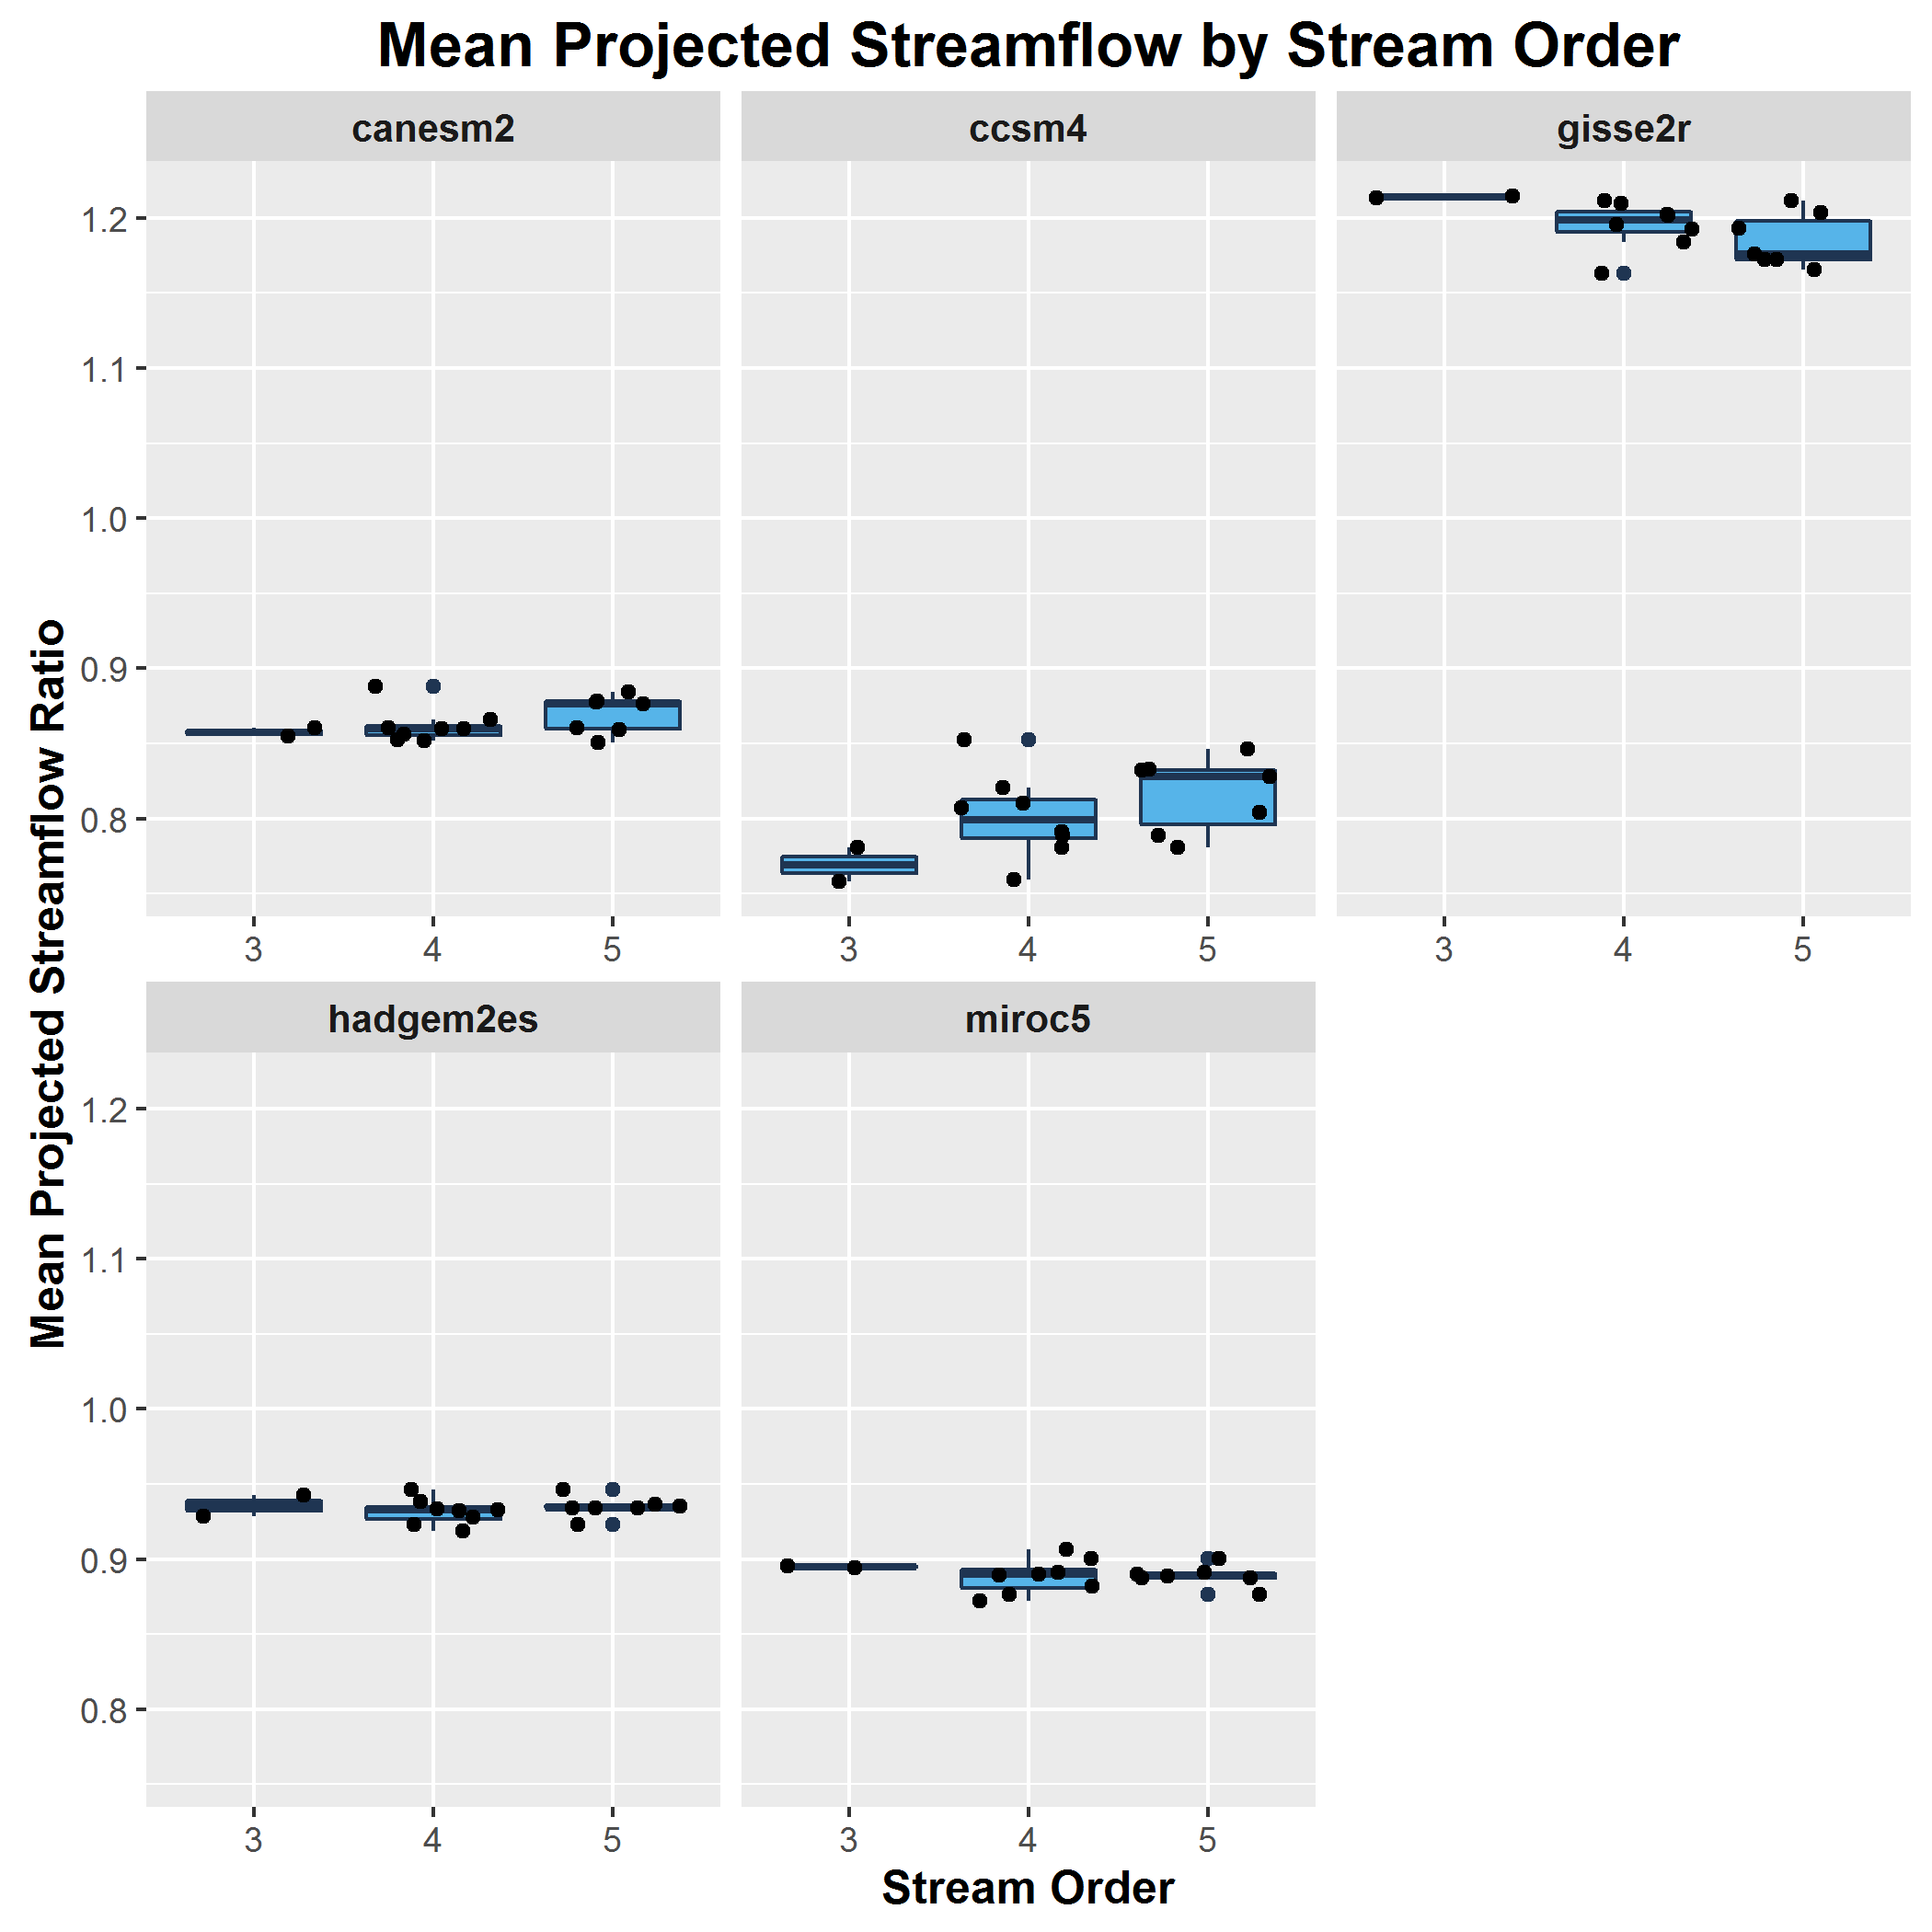 Mean Projected Streamflow by Stream Order
canesm2
ccsm4
gisse2r
1.2
1.1
1.0
0.9
0.8
3 4 5
3 4 5
3 4 5
Mean Projected Streamflow Ratio
hadgem2es
miroc5
1.2
1.1
1.0
0.9
0.8
3 4 5
3 4 5
Stream Order